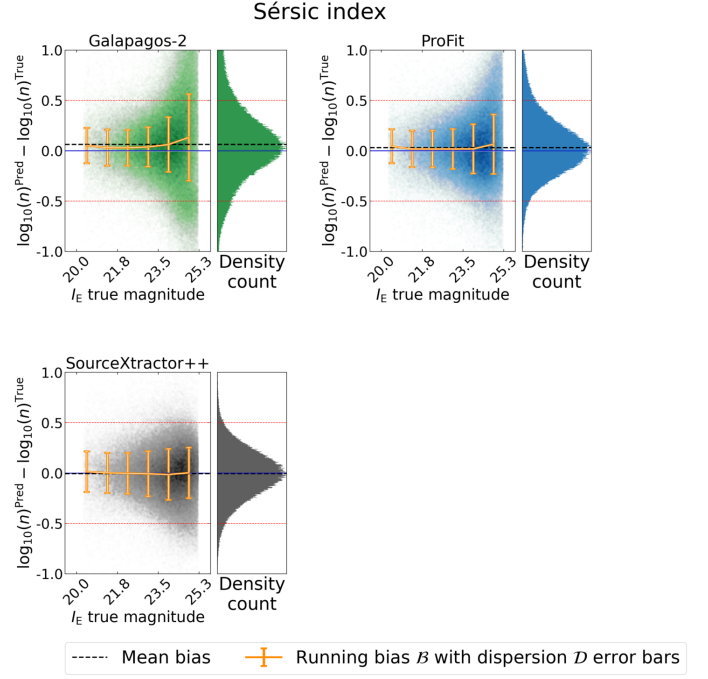 Sérsic index
Galapagos-2
log₁₀(n)ᴾʳᵉᵈ − log₁₀(n)ᵀʳᵘᵉ
1.0
0.5
0.0
-0.5
-1.0
20.0
21.8
23.5
25.3
I_E true magnitude
Density
count
ProFit
log₁₀(n)ᴾʳᵉᵈ − log₁₀(n)ᵀʳᵘᵉ
1.0
0.5
0.0
-0.5
-1.0
20.0
21.8
23.5
25.3
I_E true magnitude
Density
count
SourceXtractor++
log₁₀(n)ᴾʳᵉᵈ − log₁₀(n)ᵀʳᵘᵉ
1.0
0.5
0.0
-0.5
-1.0
20.0
21.8
23.5
25.3
I_E true magnitude
Density
count
Mean bias
Running bias ℬ with dispersion 𝒟 error bars